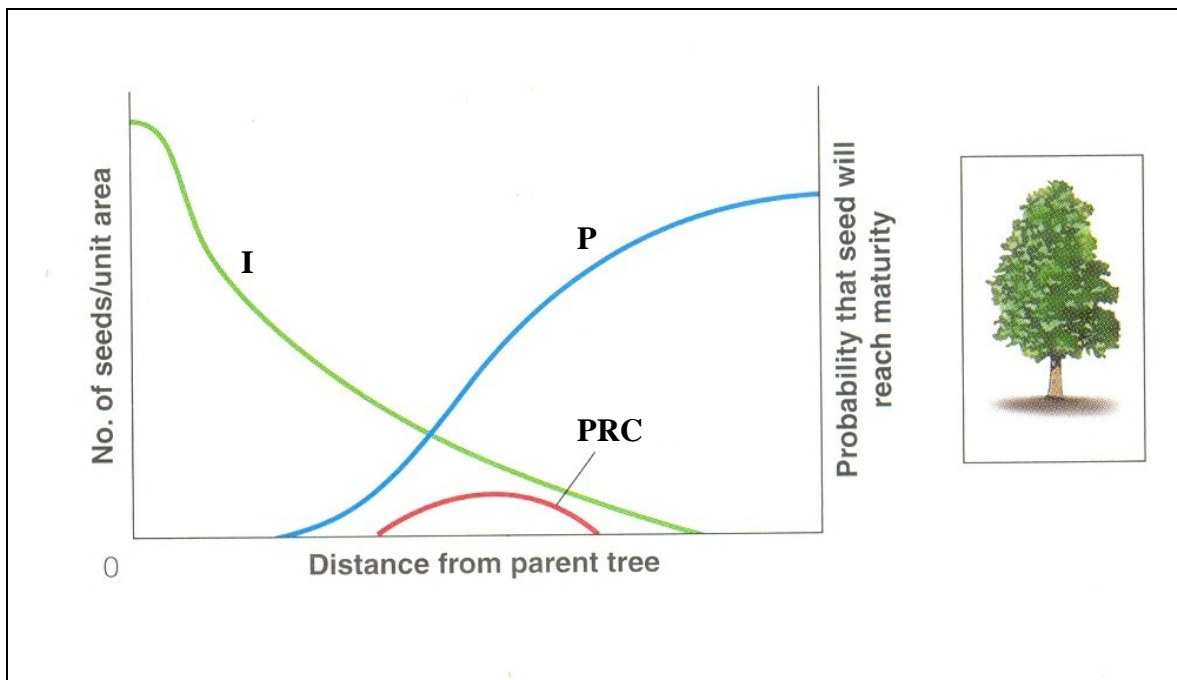 No. of seeds/unit area
I
P
PRC
Probability that seed will
reach maturity
0
Distance from parent tree